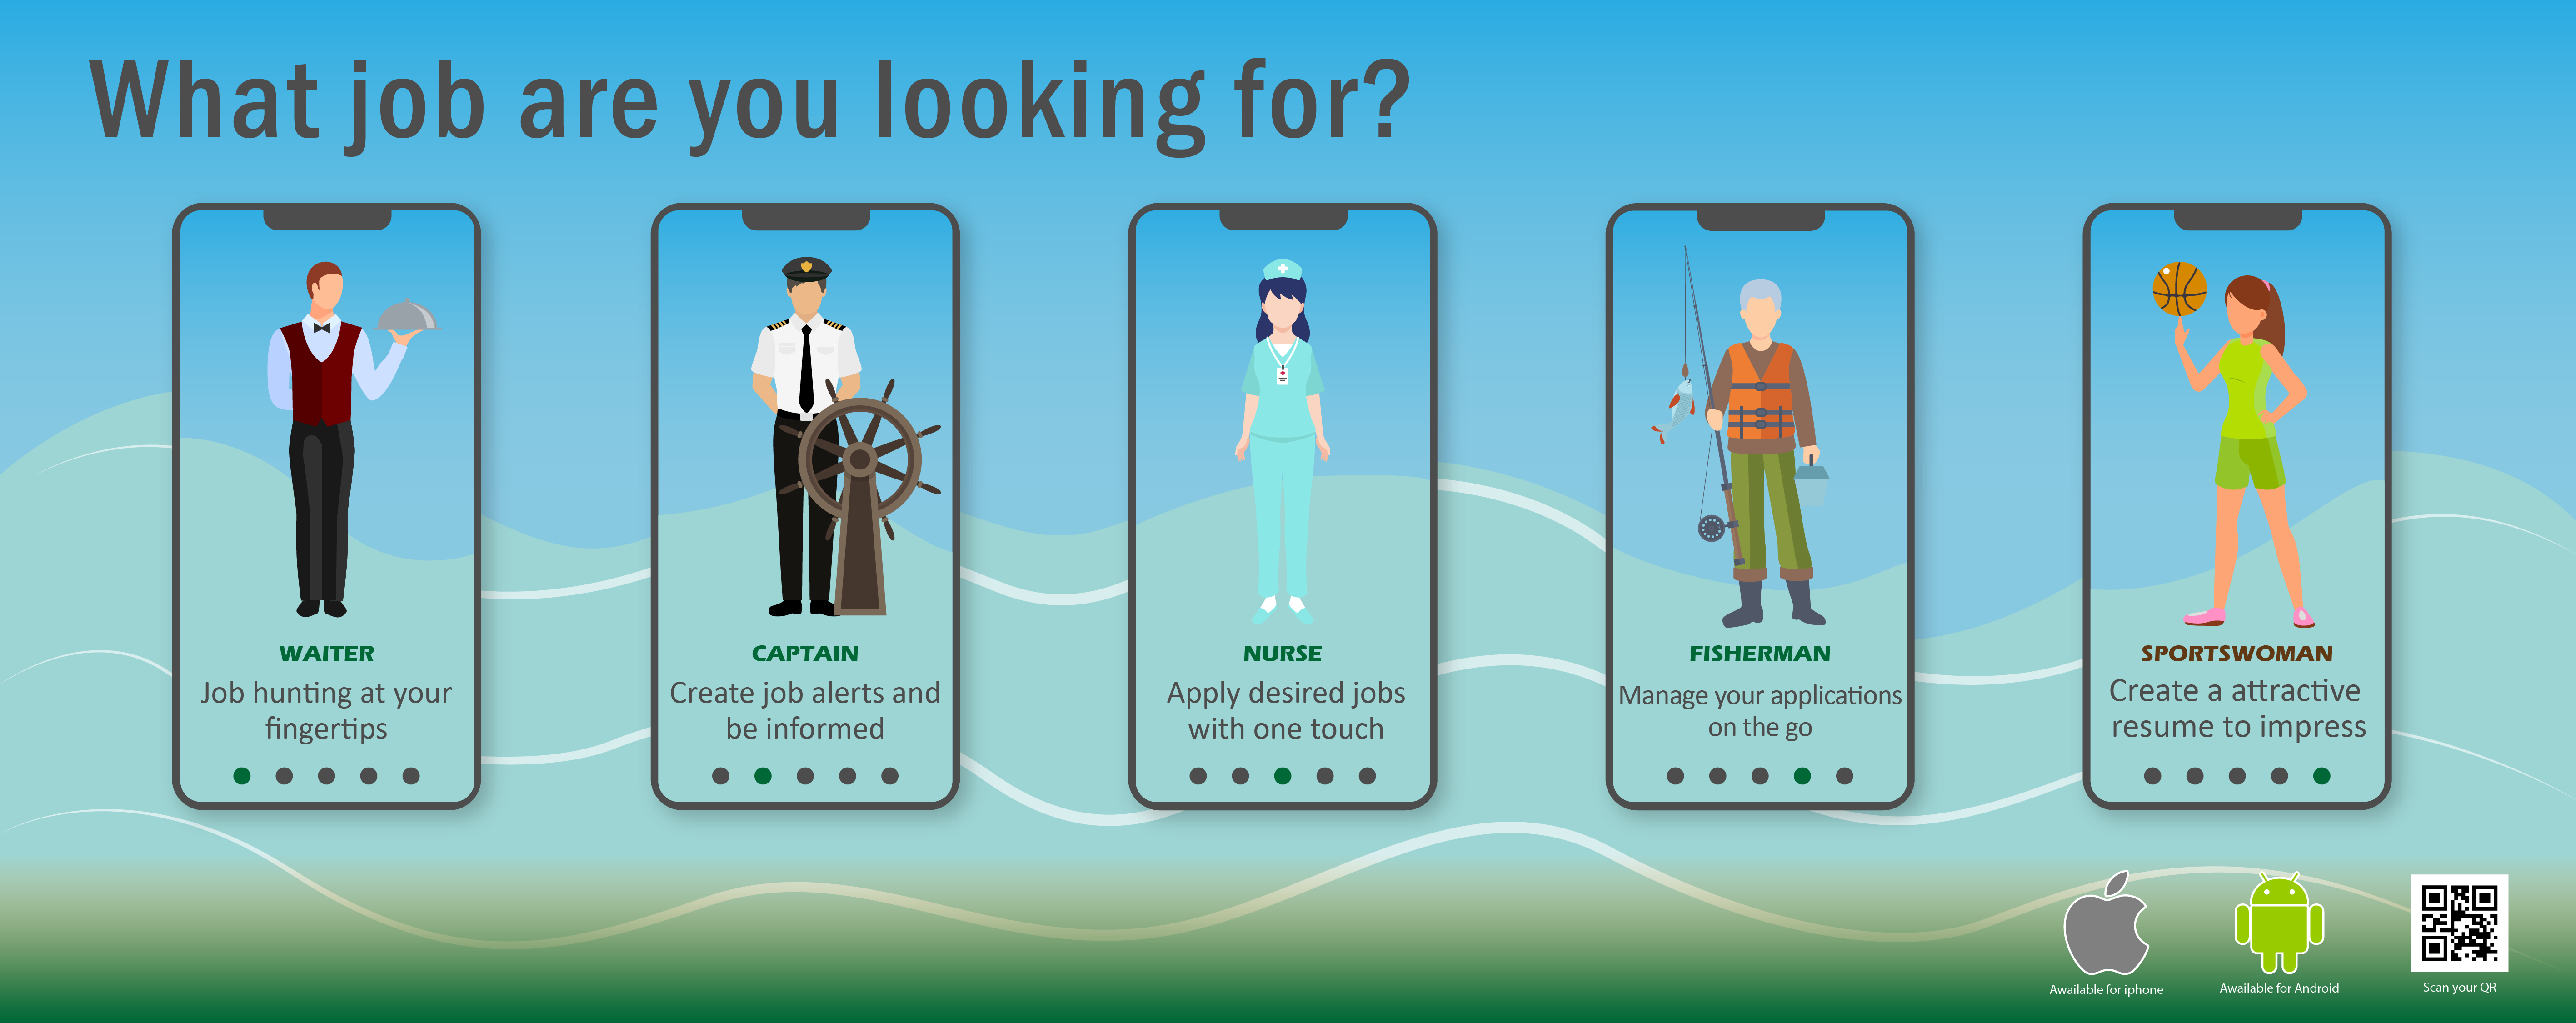 What job are you looking for?
WAITER
Job hunting at your
fingertips
CAPTAIN
Create job alerts and
be informed
NURSE
Apply desired jobs
with one touch
FISHERMAN
Manage your applications
on the go
SPORTSWOMAN
Create a attractive
resume to impress
Awailable for iphone
Awailable for Android
Scan your QR